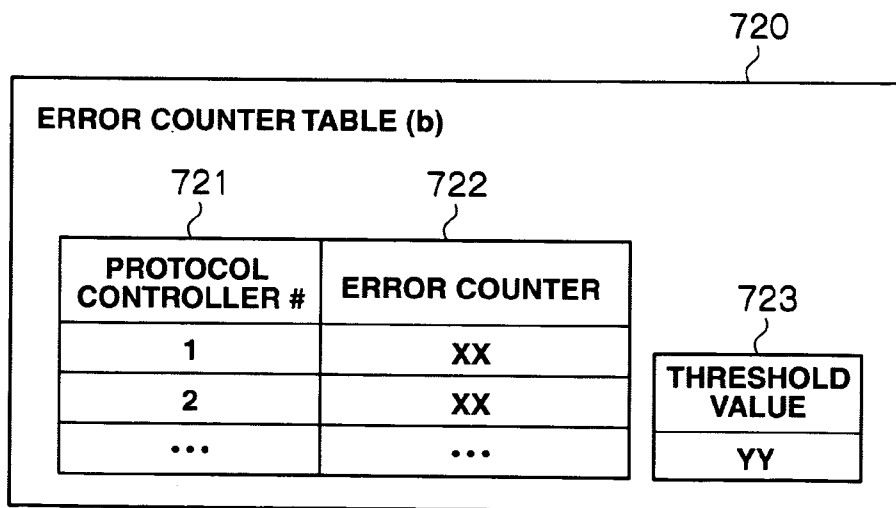 720
ERROR COUNTER TABLE (b)
721
722
PROTOCOL
CONTROLLER #
ERROR COUNTER
723
1
XX
THRESHOLD
VALUE
2
XX
...
...
YY